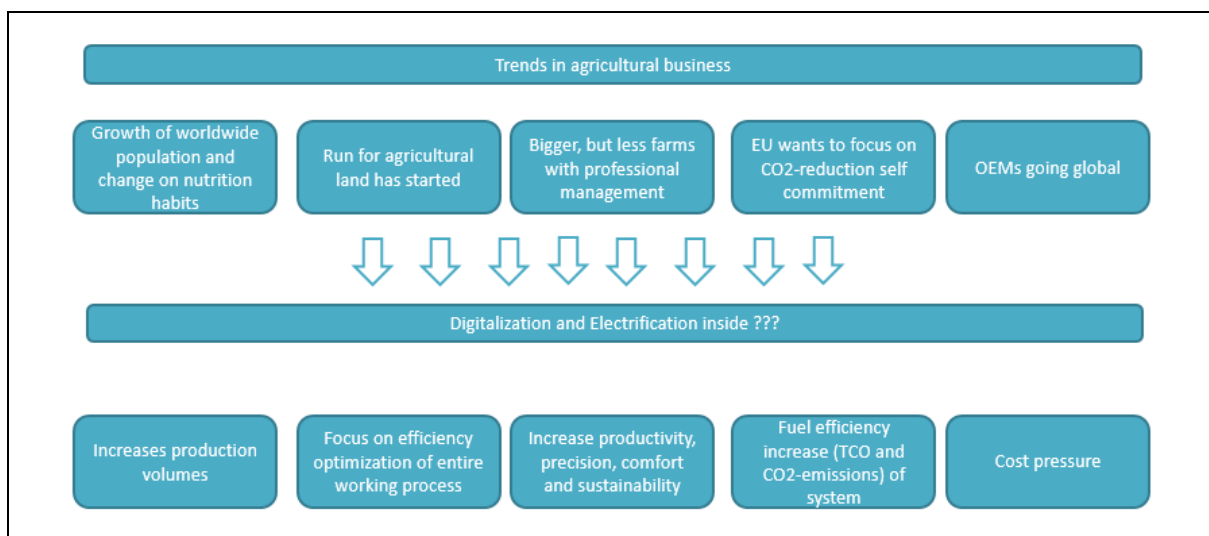 Trends in agricultural business
Growth of worldwide
population and
change on nutrition
habits
Run for agricultural
land has started
Bigger, but less farms
with professional
management
EU wants to focus on
CO2-reduction self
commitment
OEMs going global
Digitalization and Electrification inside ???
Increases production
volumes
Focus on efficiency
optimization of entire
working process
Increase productivity,
precision, comfort
and sustainability
Fuel efficiency
increase (TCO and
CO2-emissions) of
system
Cost pressure